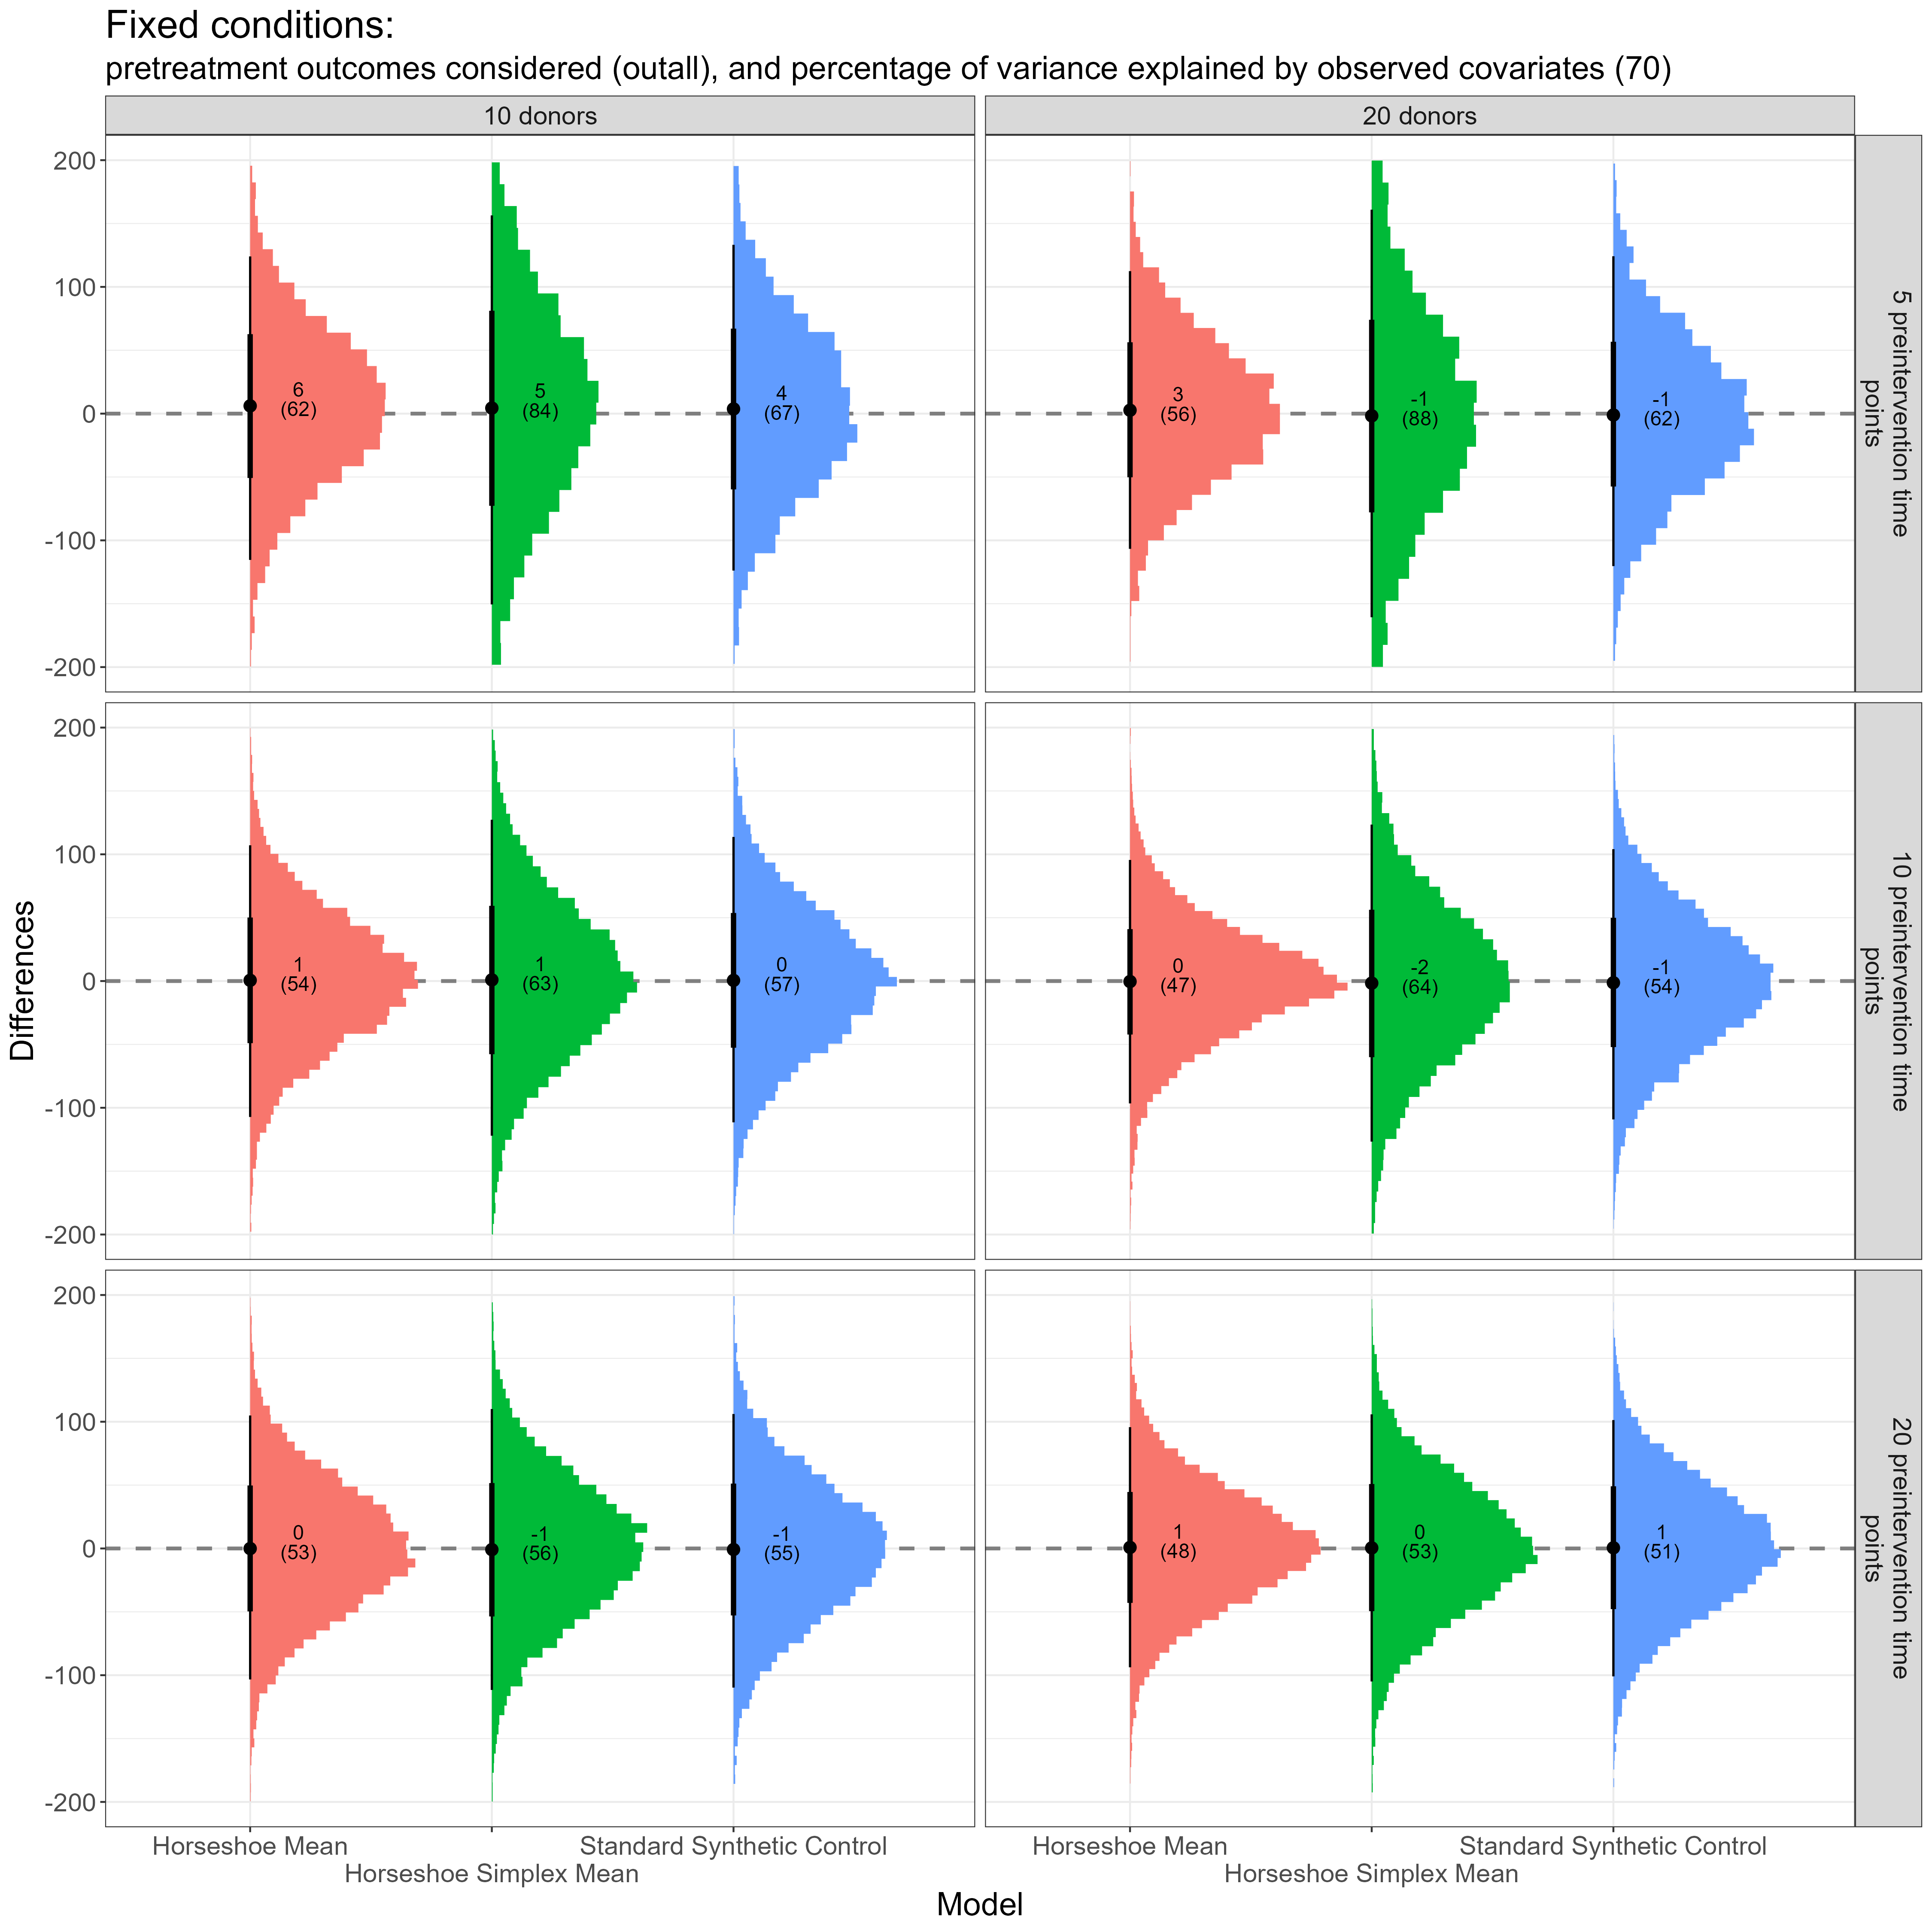 Fixed conditions:
pretreatment outcomes considered (outall), and percentage of variance explained by observed covariates (70)
10 donors
20 donors
200
100
0
-100
-200
6
(62)
5
(84)
4
(67)
3
(56)
-1
(88)
-1
(62)
5 preintervention time
points
200
100
0
-100
-200
1
(54)
1
(63)
0
(57)
0
(47)
-2
(64)
-1
(54)
10 preintervention time
points
200
100
0
-100
-200
0
(53)
-1
(56)
-1
(55)
1
(48)
0
(53)
1
(51)
20 preintervention time
points
Differences
Horseshoe Mean
Horseshoe Simplex Mean
Standard Synthetic Control
Horseshoe Mean
Horseshoe Simplex Mean
Standard Synthetic Control
Model